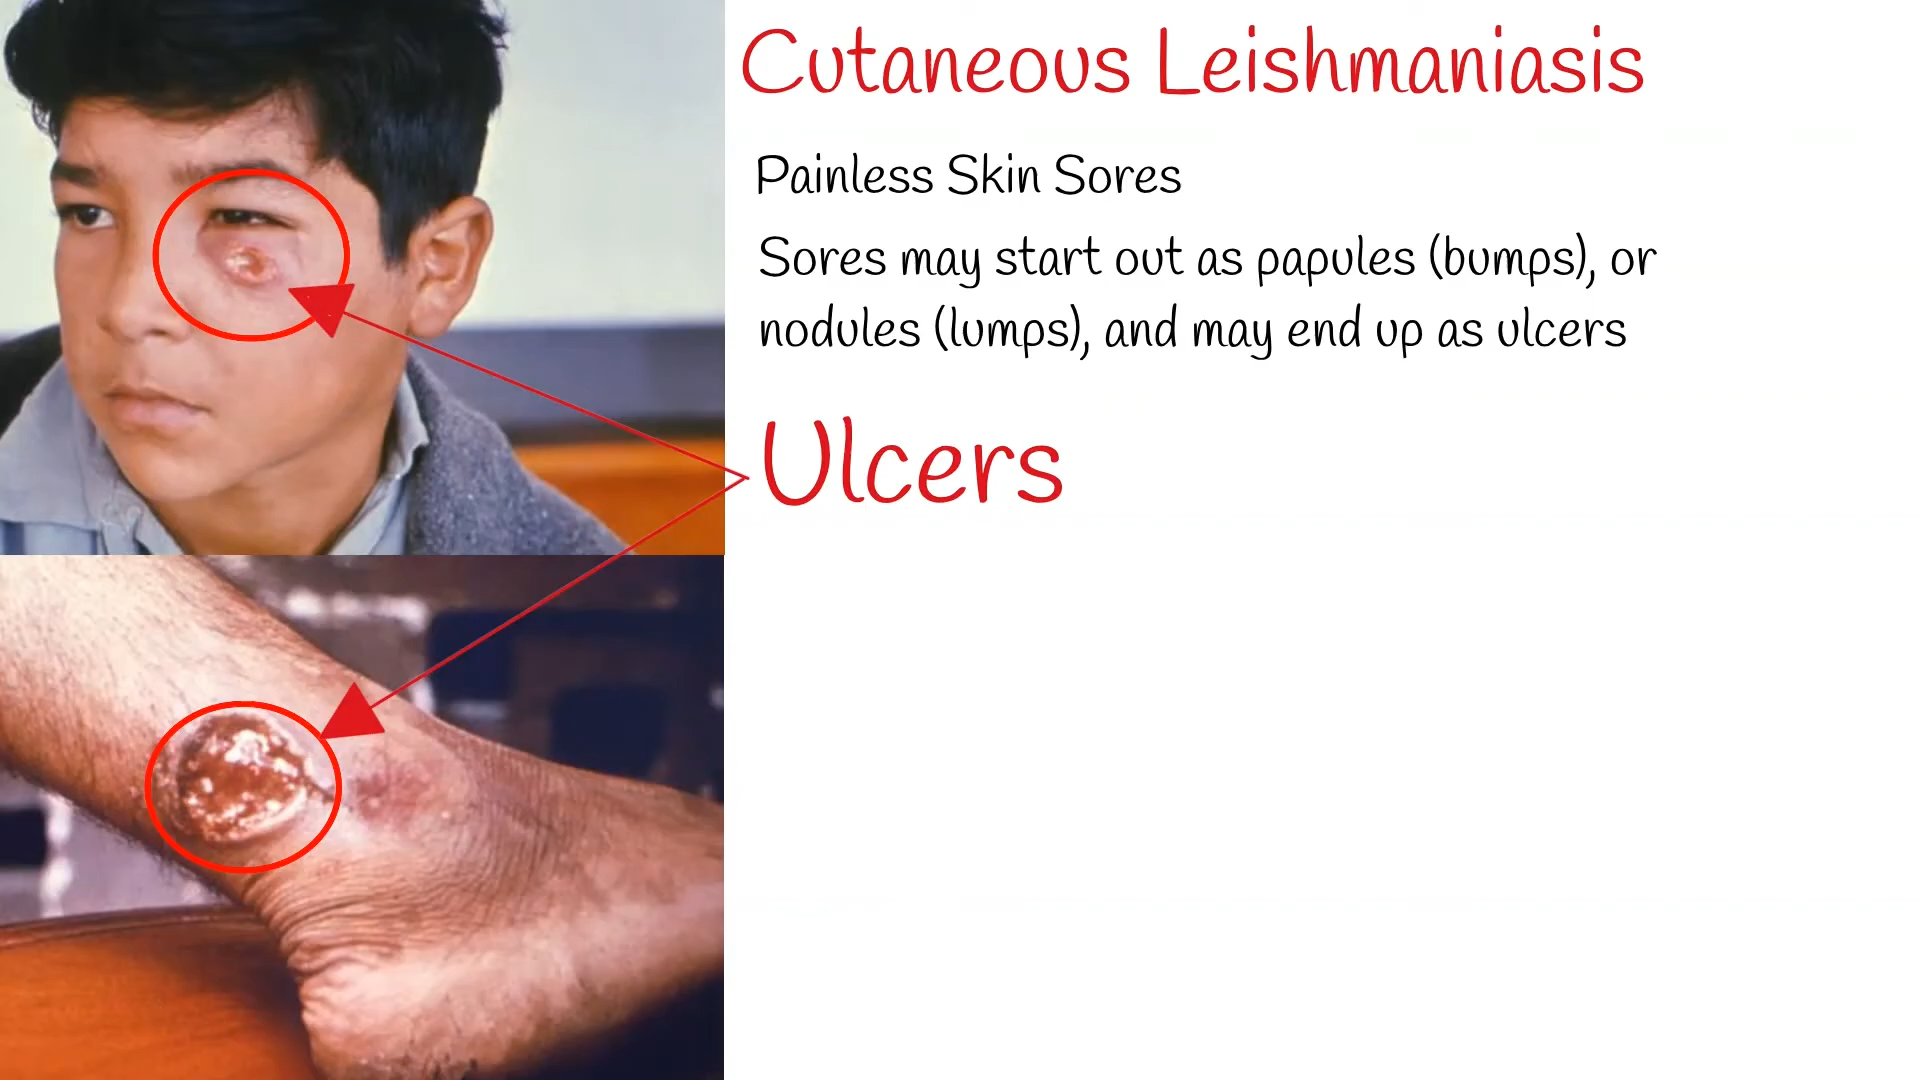 Cutaneous Leishmaniasis
Painless Skin Sores
Sores may start out as papules (bumps), or
nodules (lumps), and may end up as ulcers
Ulcers